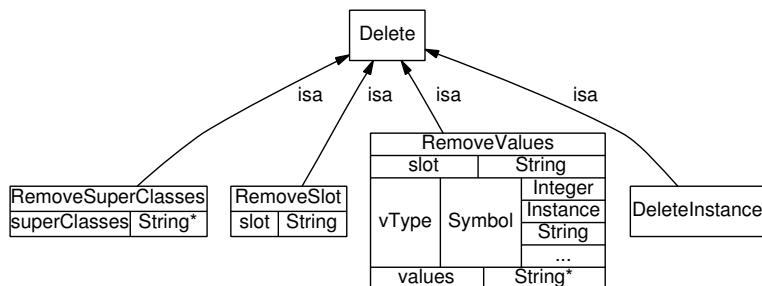 Delete
isa isa isa isa
RemoveSuperClasses
superClasses String*
RemoveSlot
slot String
RemoveValues
slot String
vType Symbol Integer
Instance
String
...
values String*
DeleteInstance